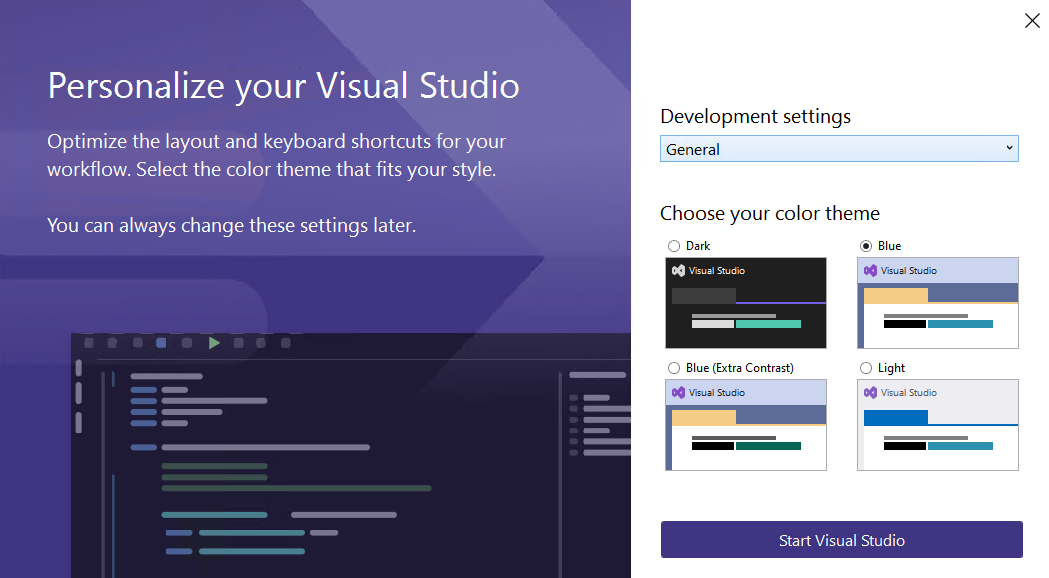 Personalize your Visual Studio
Optimize the layout and keyboard shortcuts for your
workflow. Select the color theme that fits your style.
You can always change these settings later.
Development settings
General
Choose your color theme
Dark
Visual Studio
Blue
Visual Studio
Blue (Extra Contrast)
Visual Studio
Light
Visual Studio
Start Visual Studio